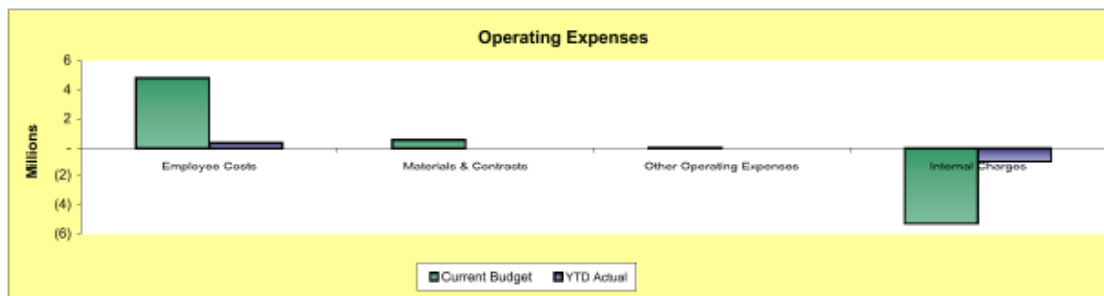 Operating Expenses
Millions
6
4
2
-
(2)
(4)
(6)
Employee Costs
Materials & Contracts
Other Operating Expenses
Internal Charges
Current Budget
YTD Actual